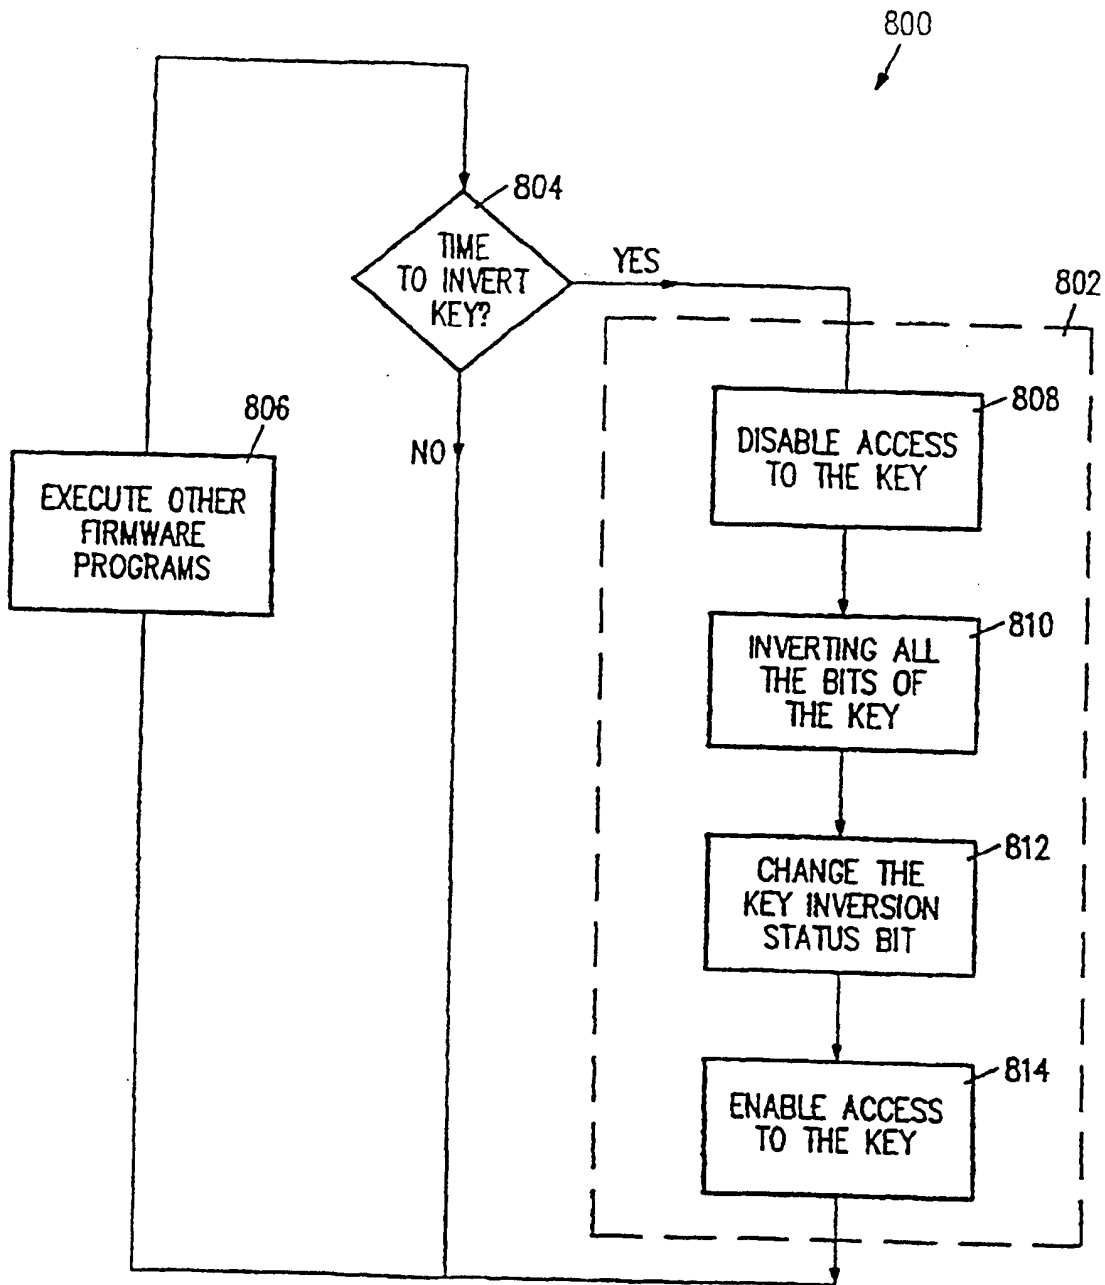 800
804
TIME
TO INVERT
KEY?
YES
802
NO
806
EXECUTE OTHER
FIRMWARE
PROGRAMS
808
DISABLE ACCESS
TO THE KEY
810
INVERTING ALL
THE BITS OF
THE KEY
812
CHANGE THE
KEY INVERSION
STATUS BIT
814
ENABLE ACCESS
TO THE KEY